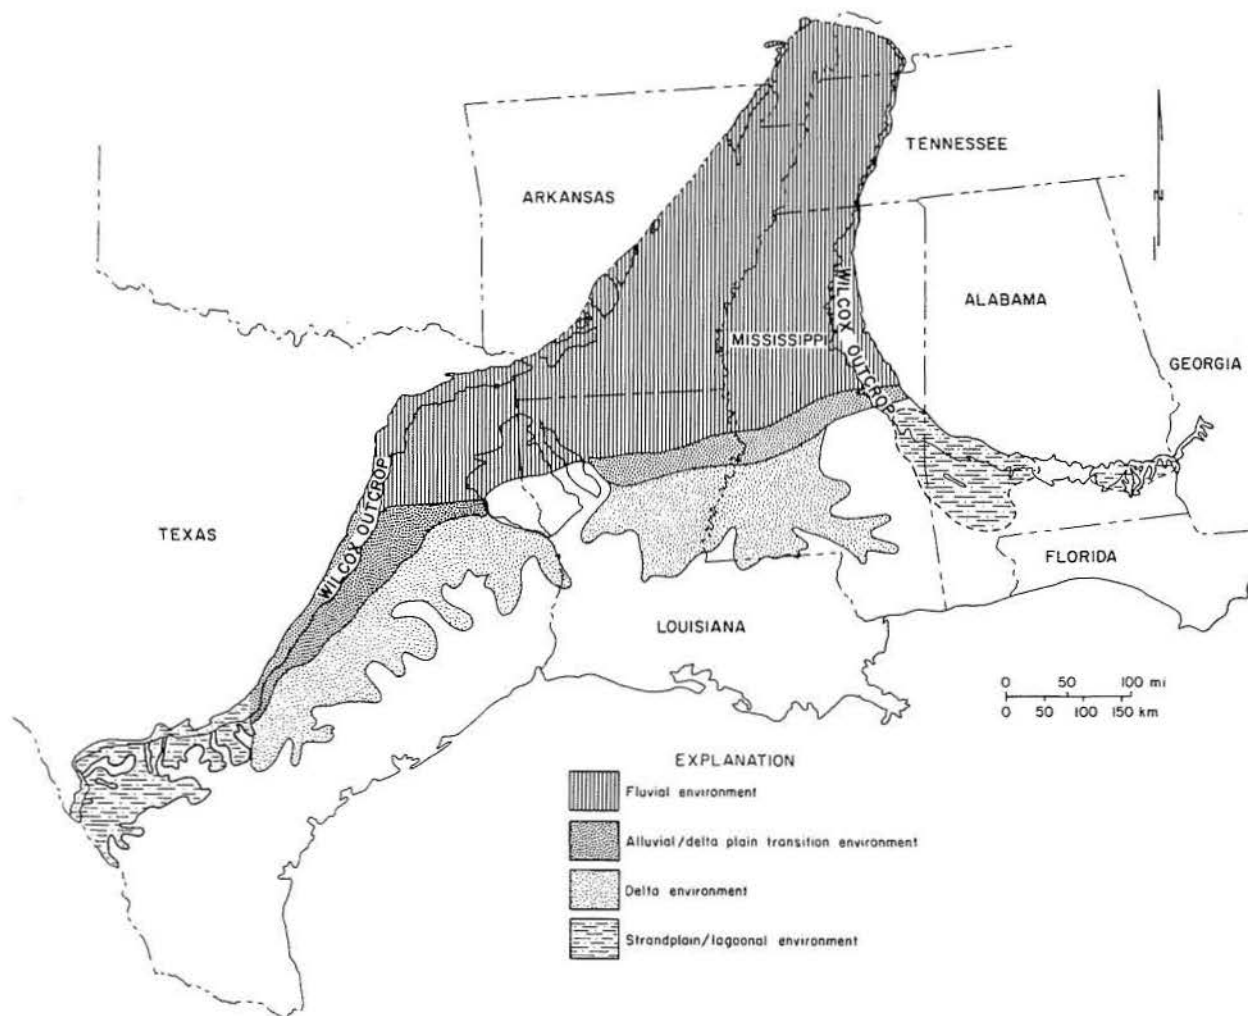 TENNESSEE
ARKANSAS
N
WILCOX OUTCROP
ALABAMA
MISSISSIPPI
GEORGIA
WILCOX OUTCROP
TEXAS
FLORIDA
LOUISIANA
0 50 100 mi
0 50 100 150 km
EXPLANATION
Fluvial environment
Alluvial/delta plain transition environment
Delta environment
Strandplain/lagoonal environment